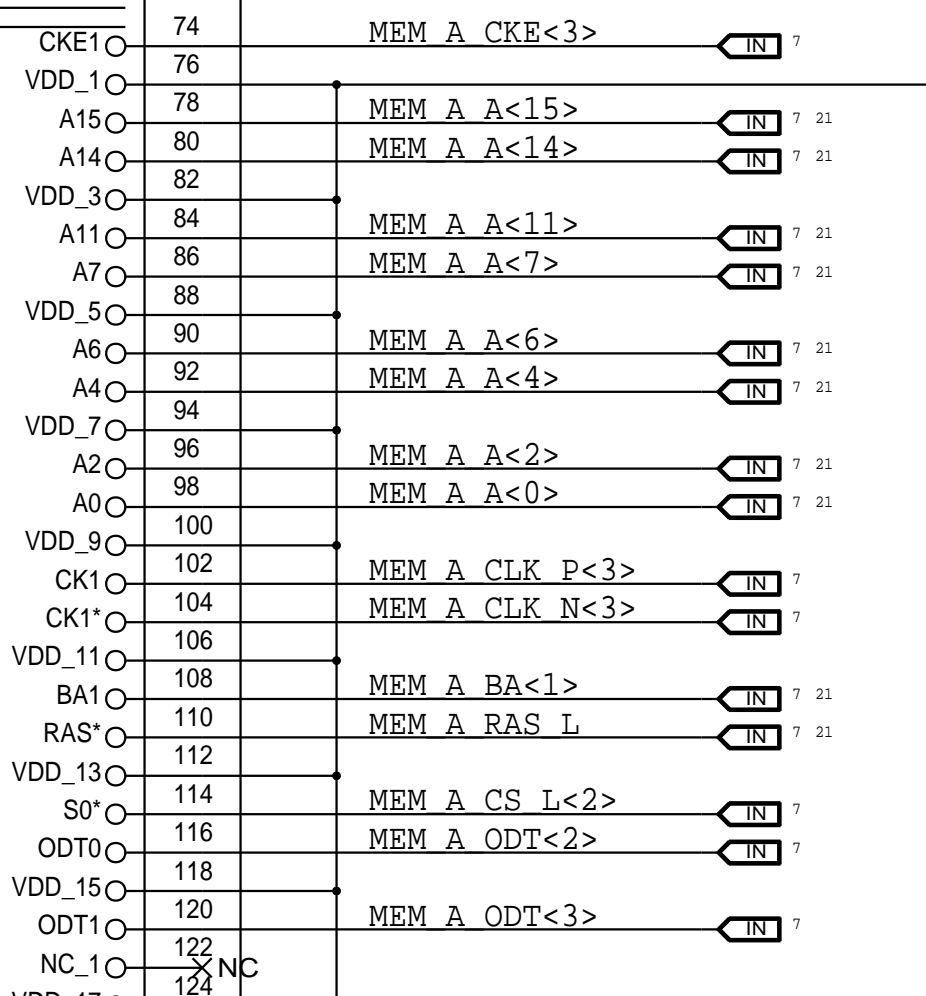 CKE1 74 MEM_A_CKE<3> IN 7
VDD_1 76
A15 78 MEM_A_A<15> IN 7 21
A14 80 MEM_A_A<14> IN 7 21
VDD_3 82
A11 84 MEM_A_A<11> IN 7 21
A7 86 MEM_A_A<7> IN 7 21
VDD_5 88
A6 90 MEM_A_A<6> IN 7 21
A4 92 MEM_A_A<4> IN 7 21
VDD_7 94
A2 96 MEM_A_A<2> IN 7 21
A0 98 MEM_A_A<0> IN 7 21
VDD_9 100
CK1 102 MEM_A_CLK_P<3> IN 7
CK1* 104 MEM_A_CLK_N<3> IN 7
VDD_11 106
BA1 108 MEM_A_BA<1> IN 7 21
RAS* 110 MEM_A_RAS_L IN 7 21
VDD_13 112
S0* 114 MEM_A_CS_L<2> IN 7
ODT0 116 MEM_A_ODT<2> IN 7
VDD_15 118
ODT1 120 MEM_A_ODT<3> IN 7
NC_1 122 NC
124